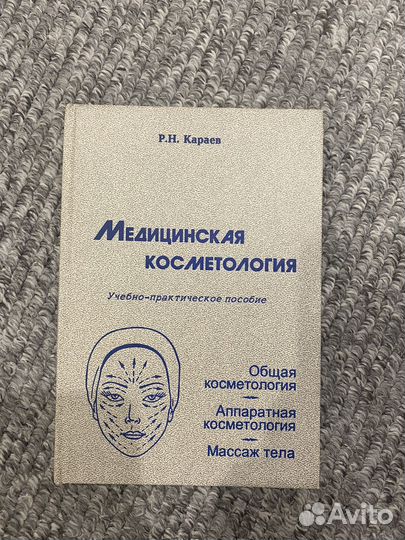 Р.Н. Караев
Медицинская
косметология
Учебно-практическое пособие
Общая
косметология
Аппаратная
косметология
Массаж тела
Avito